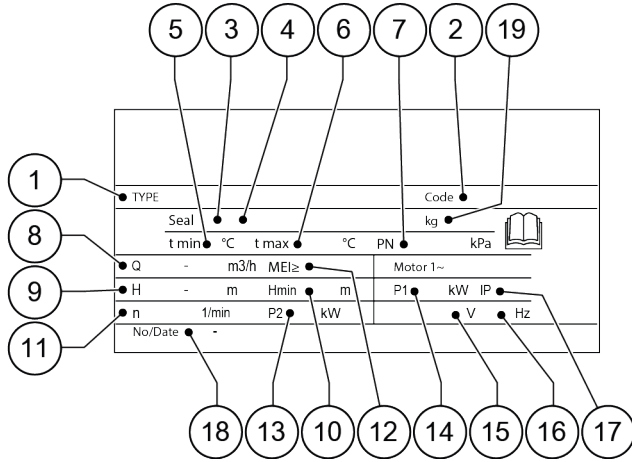 5 3 4 6 7 2 19
1 TYPE Code
Seal kg
t min °C t max °C PN kPa
8 Q - m3/h MEI≥ Motor 1~
9 H - m Hmin m P1 kW IP
11 n 1/min P2 kW V Hz
No/Date -
18 13 10 12 14 15 16 17